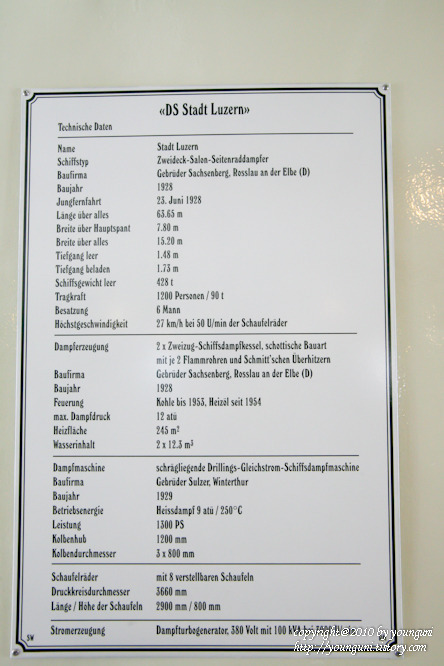 «DS Stadt Luzern»
Technische Daten
Name Stadt Luzern
Schiffstyp Zweideck-Salon-Seitenraddampfer
Baufirma Gebrüder Sachsenberg, Rosslau an der Elbe (D)
Baujahr 1928
Jungfernfahrt 23. Juni 1928
Länge über alles 63.65 m
Breite über Hauptspant 7.80 m
Breite über alles 15.20 m
Tiefgang leer 1.48 m
Tiefgang beladen 1.73 m
Schiffsgewicht leer 428 t
Tragkraft 1200 Personen / 90 t
Besatzung 6 Mann
Höchstgeschwindigkeit 27 km/h bei 50 U/min der Schaufelräder
Dampferzeugung 2 x Zweizug-Schiffsdampfkessel, schottische Bauart
mit je 2 Flammrohren und Schmitt'schen Überhitzern
Baufirma Gebrüder Sachsenberg, Rosslau an der Elbe (D)
Baujahr 1928
Feuerung Kohle bis 1953, Heizöl seit 1954
max. Dampfdruck 12 atü
Heizfläche 245 m²
Wasserinhalt 2 x 12.3 m³
Dampfmaschine schrägliegende Drillings-Gleichstrom-Schiffsdampfmaschine
Baufirma Gebrüder Sulzer, Winterthur
Baujahr 1929
Betriebsenergie Heissdampf 9 atü / 250°C
Leistung 1300 PS
Kolbenhub 1200 mm
Kolbendurchmesser 3 x 800 mm
Schaufelräder mit 8 verstellbaren Schaufeln
Druckkreisdurchmesser 3660 mm
Länge / Höhe der Schaufeln 2900 mm / 800 mm
Stromerzeugung Dampfturbogenerator, 380 Volt mit 100 kVA bei
SW
copyright©2010 by youngwri
http://younguni.tistory.com